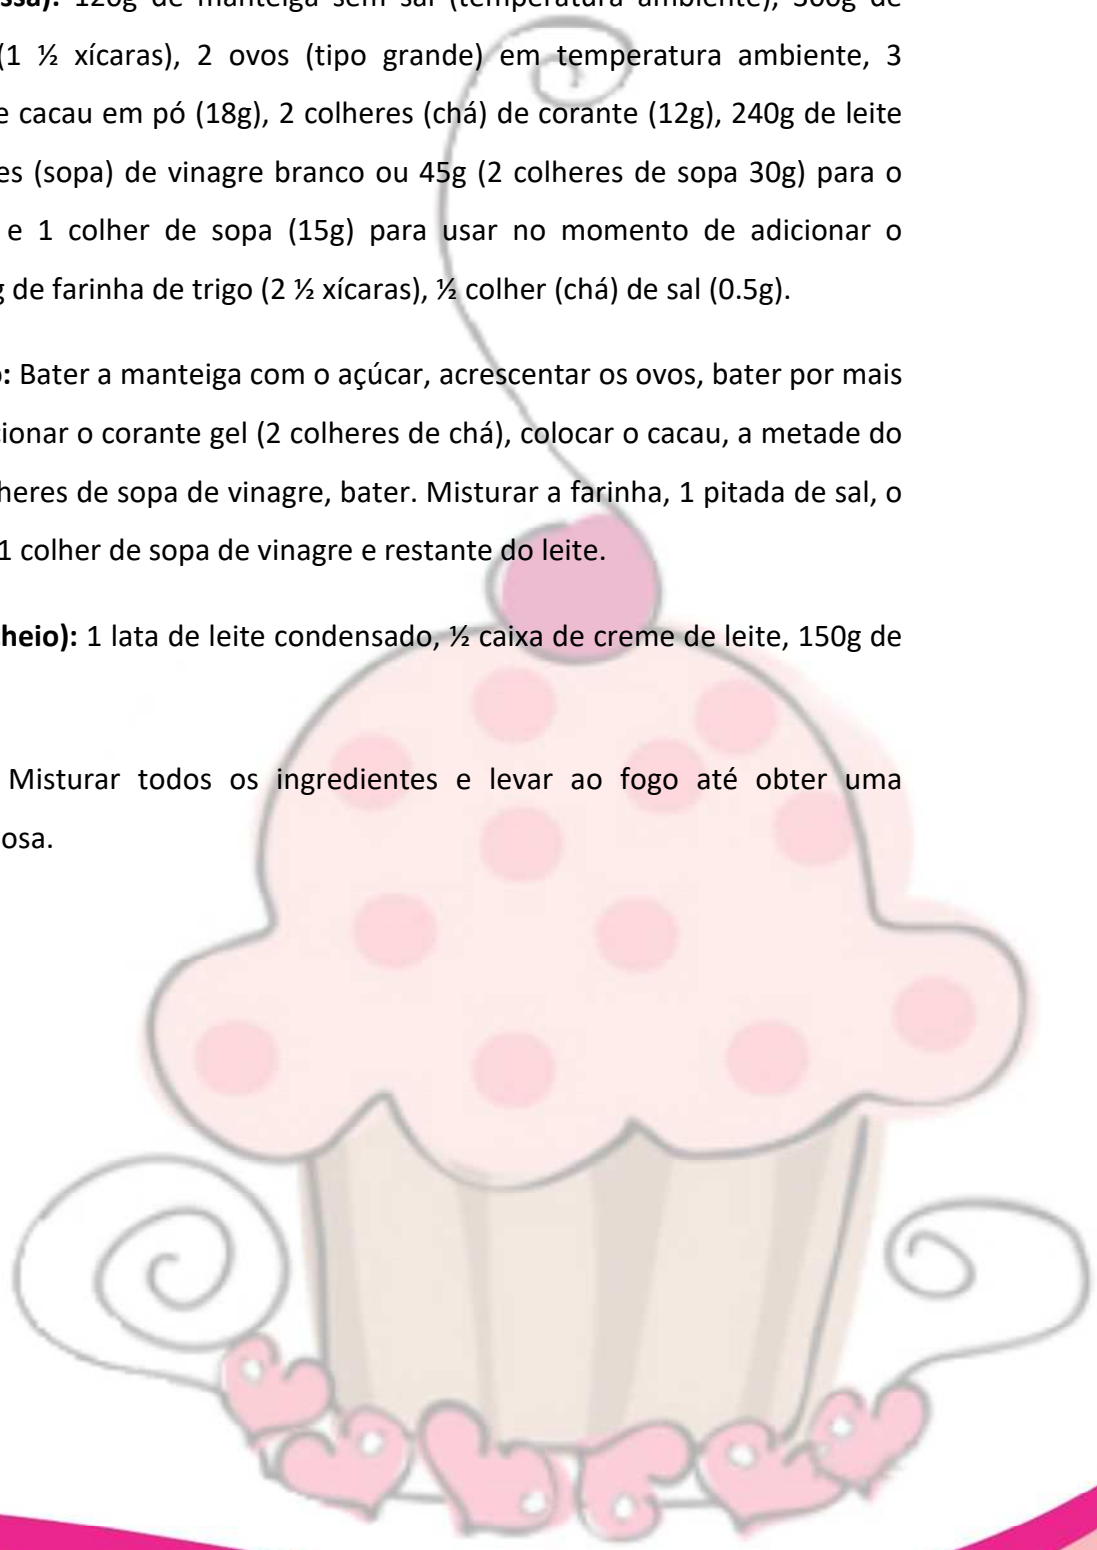 ssa): 120g de manteiga sem sal (temperatura ambiente), 300g de
(1 ½ xícaras), 2 ovos (tipo grande) em temperatura ambiente, 3
e cacau em pó (18g), 2 colheres (chá) de corante (12g), 240g de leite
es (sopa) de vinagre branco ou 45g (2 colheres de sopa 30g) para o
e 1 colher de sopa (15g) para usar no momento de adicionar o
g de farinha de trigo (2 ½ xícaras), ½ colher (chá) de sal (0.5g).
o: Bater a manteiga com o açúcar, acrescentar os ovos, bater por mais
cionar o corante gel (2 colheres de chá), colocar o cacau, a metade do
lheres de sopa de vinagre, bater. Misturar a farinha, 1 pitada de sal, o
1 colher de sopa de vinagre e restante do leite.
heio): 1 lata de leite condensado, ½ caixa de creme de leite, 150g de
Misturar todos os ingredientes e levar ao fogo até obter uma
osa.